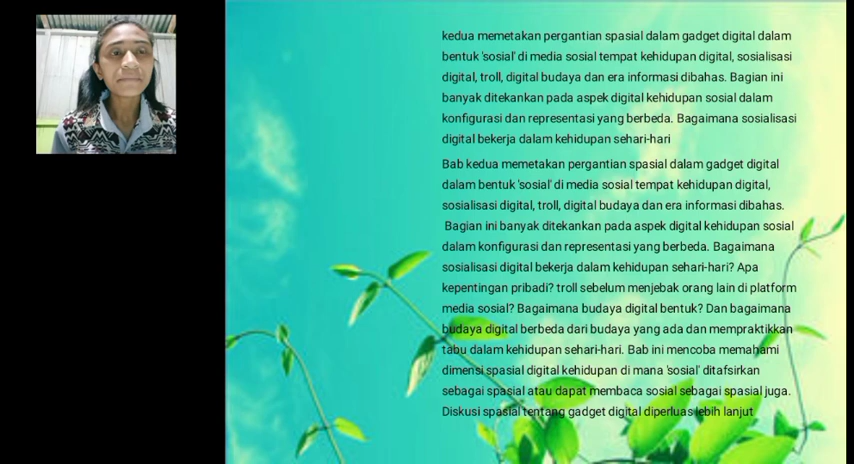 kedua memetakan pergantian spasial dalam gadget digital dalam
bentuk 'sosial' di media sosial tempat kehidupan digital, sosialisasi
digital, troll, digital budaya dan era informasi dibahas. Bagian ini
banyak ditekankan pada aspek digital kehidupan sosial dalam
konfigurasi dan representasi yang berbeda. Bagaimana sosialisasi
digital bekerja dalam kehidupan sehari-hari
Bab kedua memetakan pergantian spasial dalam gadget digital
dalam bentuk 'sosial' di media sosial tempat kehidupan digital,
sosialisasi digital, troll, digital budaya dan era informasi dibahas.
Bagian ini banyak ditekankan pada aspek digital kehidupan sosial
dalam konfigurasi dan representasi yang berbeda. Bagaimana
sosialisasi digital bekerja dalam kehidupan sehari-hari? Apa
kepentingan pribadi? troll sebelum menjebak orang lain di platform
media sosial? Bagaimana budaya digital bentuk? Dan bagaimana
budaya digital berbeda dari budaya yang ada dan mempraktikkan
tabu dalam kehidupan sehari-hari. Bab ini mencoba memahami
dimensi spasial digital kehidupan di mana 'sosial' ditafsirkan
sebagai spasial atau dapat membaca sosial sebagai spasial juga.
Diskusi spasial tentang gadget digital diperluas lebih lanjut